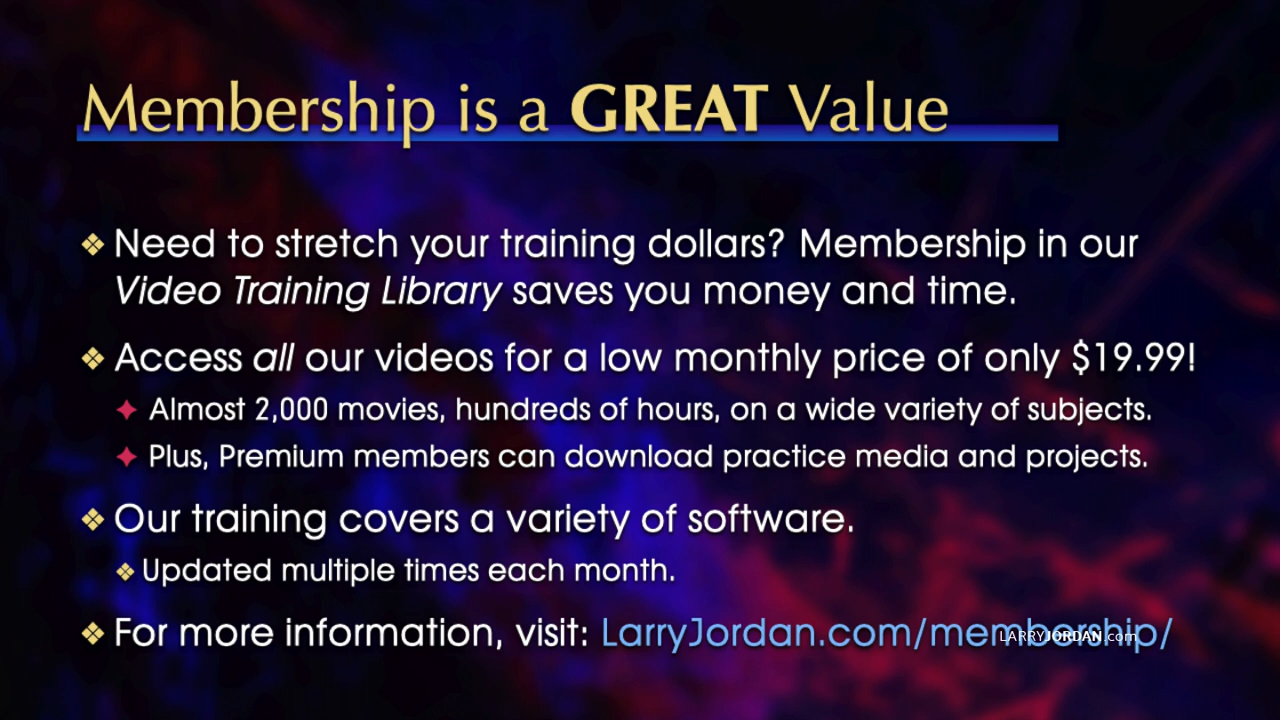 Membership is a GREAT Value
❖ Need to stretch your training dollars? Membership in our
Video Training Library saves you money and time.
❖ Access all our videos for a low monthly price of only $19.99!
✦ Almost 2,000 movies, hundreds of hours, on a wide variety of subjects.
✦ Plus, Premium members can download practice media and projects.
❖ Our training covers a variety of software.
❖ Updated multiple times each month.
❖ For more information, visit: LarryJordan.com/membership/
LARRYJORDAN.com